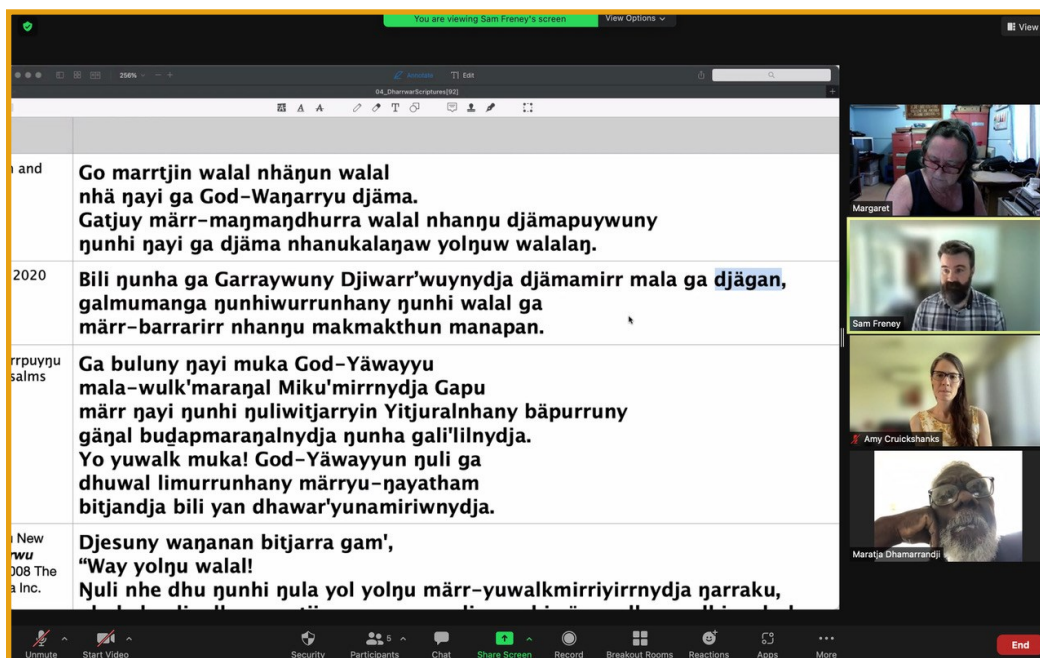 You are viewing Sam Freney's screen
View Options
View
256%
Annotate
Edit
04_DharrwarScriptures[92]
and
Go marrtjin walal nhäŋun walal
nhä ŋayi ga God-Waŋarryu djäma.
Gatjuy märr-maŋmaŋdhurra walal nhanŋu djämapuywuny
ŋunhi ŋayi ga djäma nhanukalaŋaw yolŋuw walalaŋ.
2020
Bili ŋunha ga Garraywuny Djiwarr'wuynydja djämamirr mala ga djägan,
galmumanga ŋunhiwurrunhany ŋunhi walal ga
märr-barrarirr nhanŋu makmakthun manapan.
rrpuyŋu
salms
Ga buluny ŋayi muka God-Yäwayyu
mala-wulk'maraŋal Miku'mirrnydja Gapu
märr ŋayi ŋunhi ŋuliwitjarryin Yitjuralnhany bäpurruny
gäŋal buḏapmaraŋalnydja ŋunha gali'lilnydja.
Yo yuwalk muka! God-Yäwayyun ŋuli ga
dhuwal limurrunhany märryu-ŋayatham
bitjandja bili yan dhawar'yunamiriwnydja.
New
rwu
008 The
a Inc.
Djesuny waŋanan bitjarra gam',
“Way yolŋu walal!
Ŋuli nhe dhu ŋunhi ŋula yol yolŋu märr-yuwalkmirriyirrnydja ŋarraku,
Margaret
Sam Freney
Amy Cruickshanks
Maratja Dhamarrandji
Unmute
Start Video
Security
Participants
5
Chat
Share Screen
Record
Breakout Rooms
Reactions
Apps
More
End